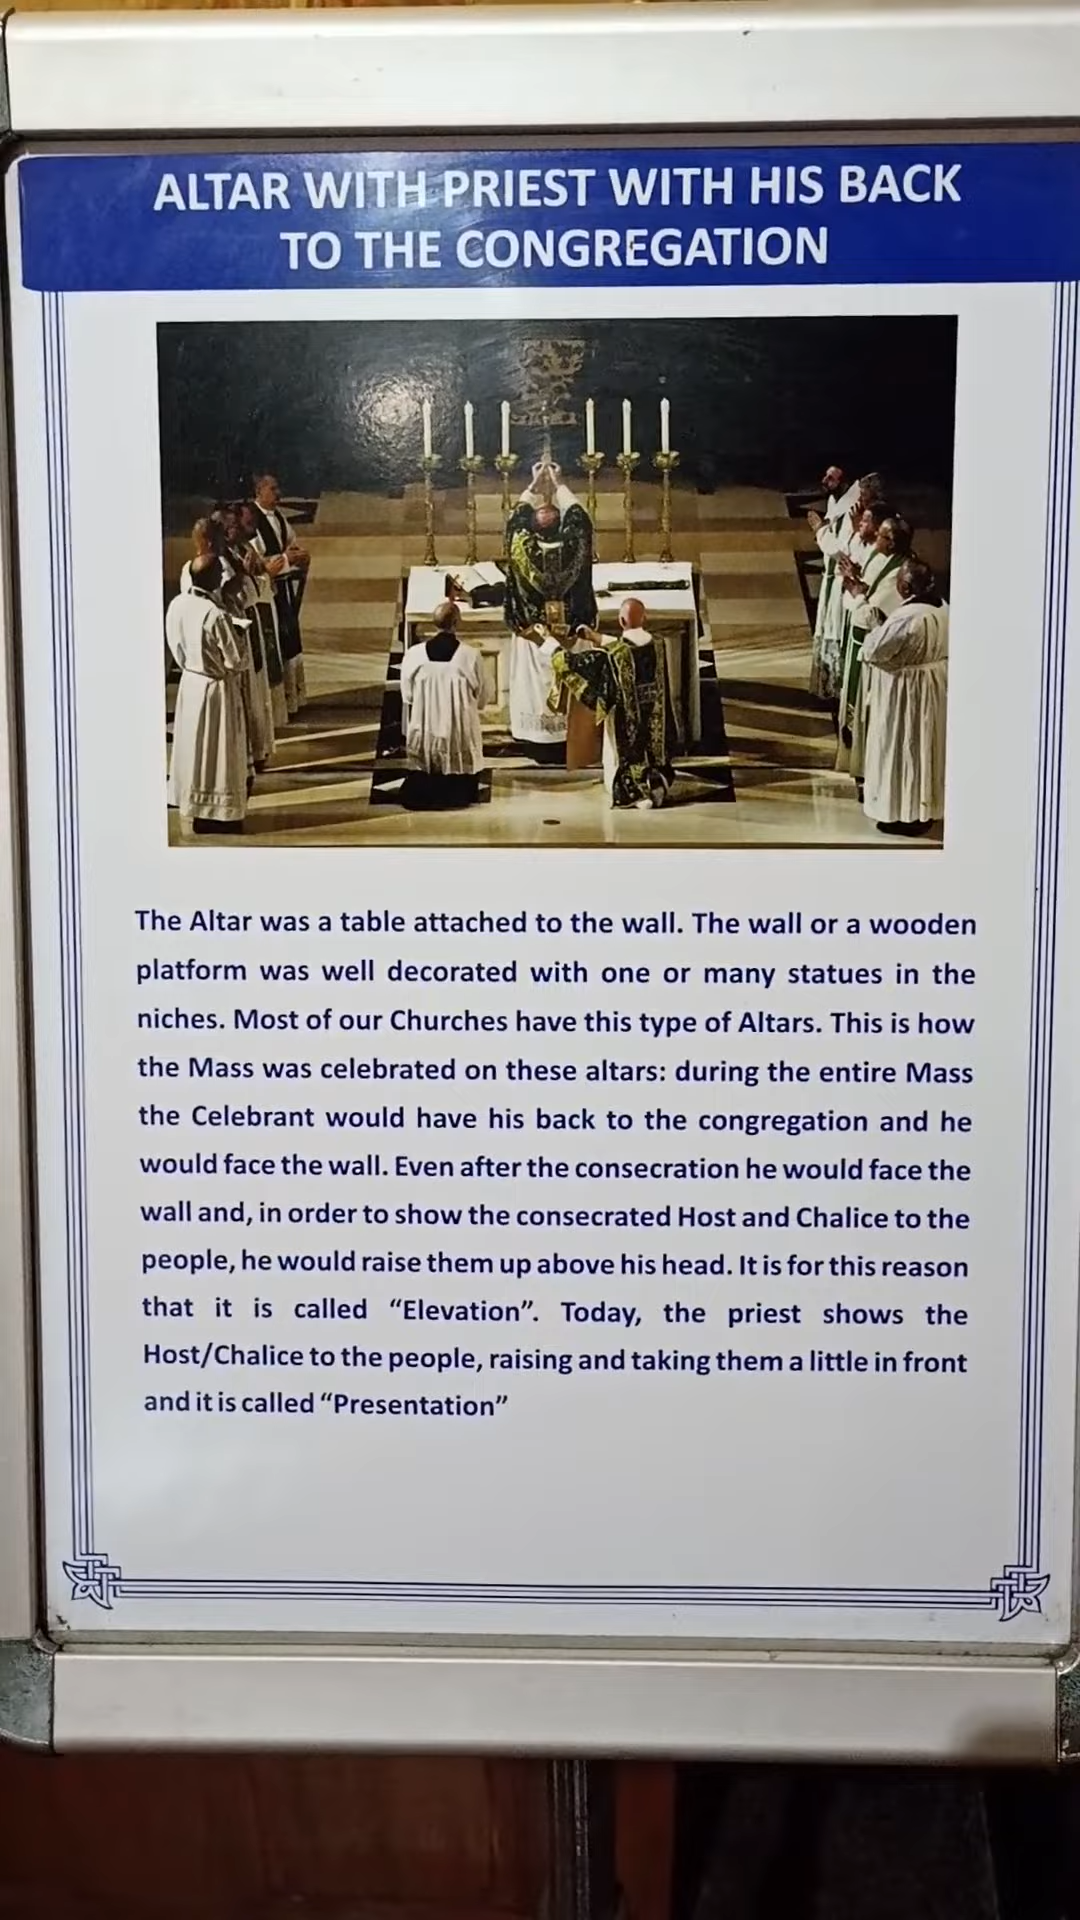 ALTAR WITH PRIEST WITH HIS BACK
TO THE CONGREGATION
The Altar was a table attached to the wall. The wall or a wooden
platform was well decorated with one or many statues in the
niches. Most of our Churches have this type of Altars. This is how
the Mass was celebrated on these altars: during the entire Mass
the Celebrant would have his back to the congregation and he
would face the wall. Even after the consecration he would face the
wall and, in order to show the consecrated Host and Chalice to the
people, he would raise them up above his head. It is for this reason
that it is called “Elevation”. Today, the priest shows the
Host/Chalice to the people, raising and taking them a little in front
and it is called “Presentation”